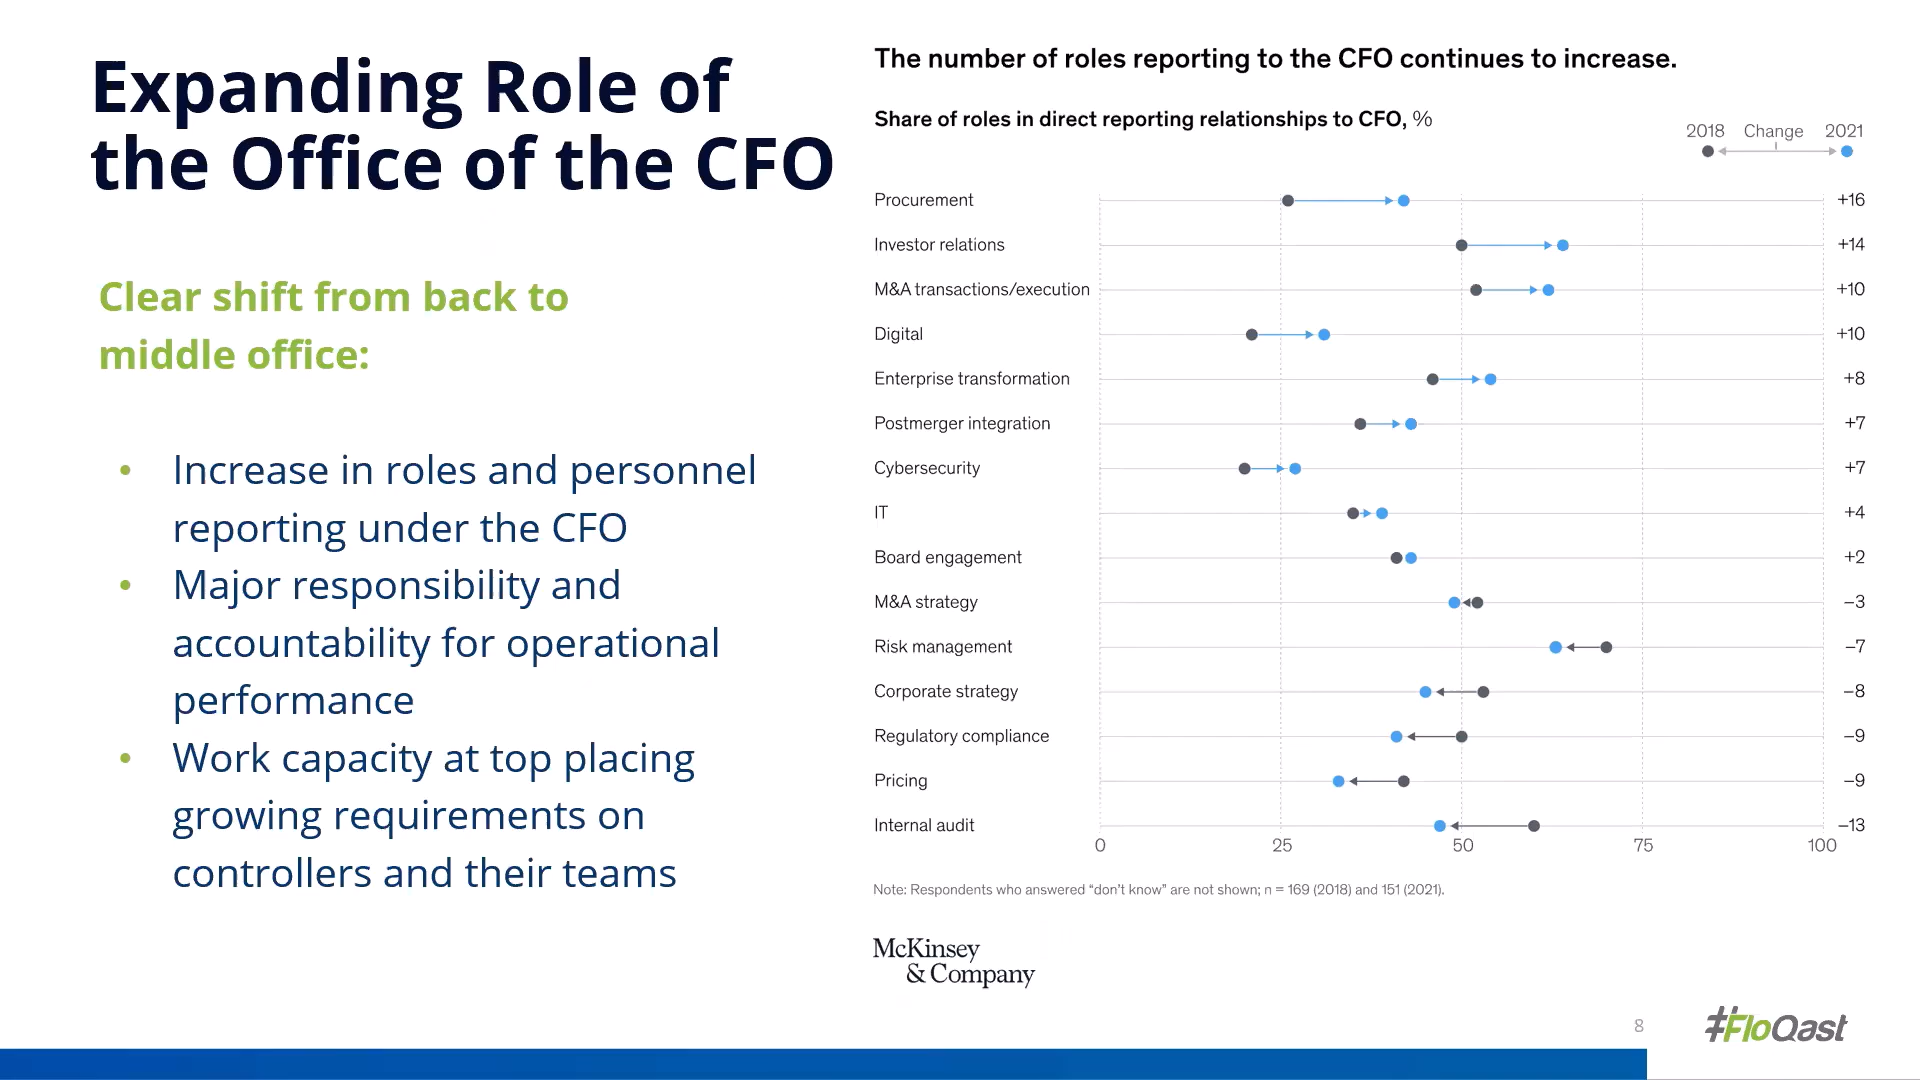 Expanding Role of
the Office of the CFO
Clear shift from back to
middle office:
• Increase in roles and personnel
reporting under the CFO
• Major responsibility and
accountability for operational
performance
• Work capacity at top placing
growing requirements on
controllers and their teams
The number of roles reporting to the CFO continues to increase.
Share of roles in direct reporting relationships to CFO, %
2018 Change 2021
Procurement +16
Investor relations +14
M&A transactions/execution +10
Digital +10
Enterprise transformation +8
Postmerger integration +7
Cybersecurity +7
IT +4
Board engagement +2
M&A strategy –3
Risk management –7
Corporate strategy –8
Regulatory compliance –9
Pricing –9
Internal audit –13
0 25 50 75 100
Note: Respondents who answered “don’t know” are not shown; n = 169 (2018) and 151 (2021).
McKinsey
& Company
8
#FloQast